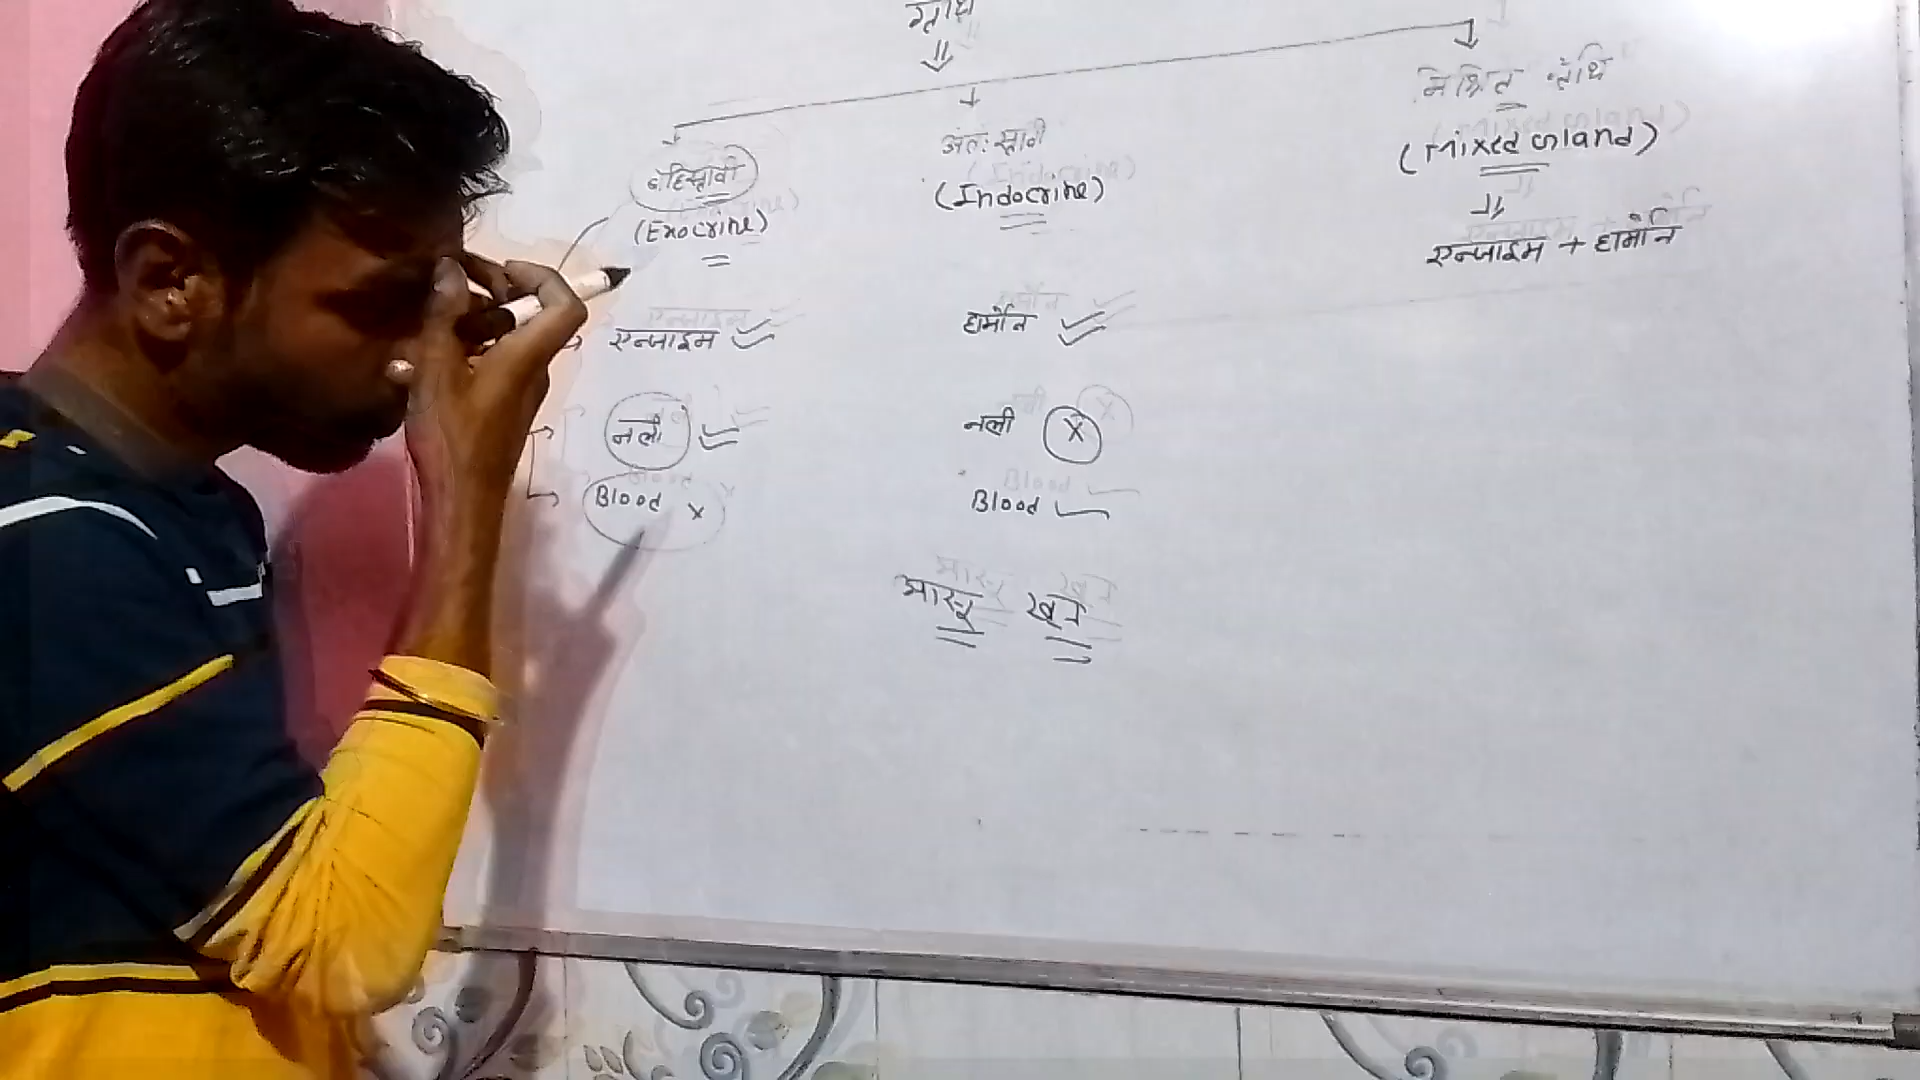 ग्रंथि
बहिस्रावी
(Exocrine)
एन्जाइम
नली
Blood x
अंतः स्रावी
(Indocrine)
हार्मोन
नली x
Blood
मिश्रित ग्रंथि
(Mixed Gland)
एन्जाइम + हार्मोन